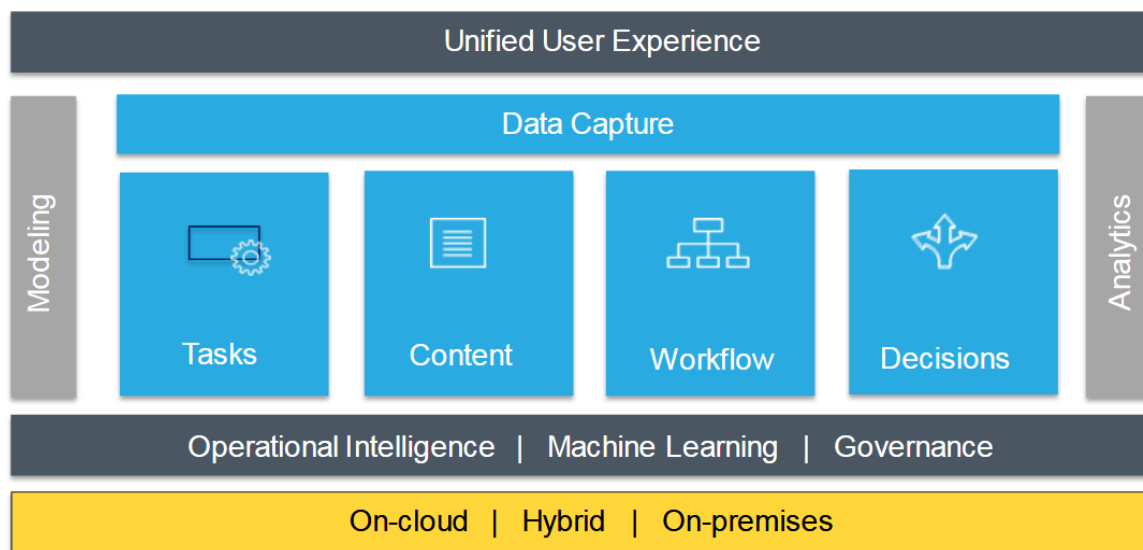 Unified User Experience
Modeling
Data Capture
Analytics
Tasks
Content
Workflow
Decisions
Operational Intelligence | Machine Learning | Governance
On-cloud | Hybrid | On-premises